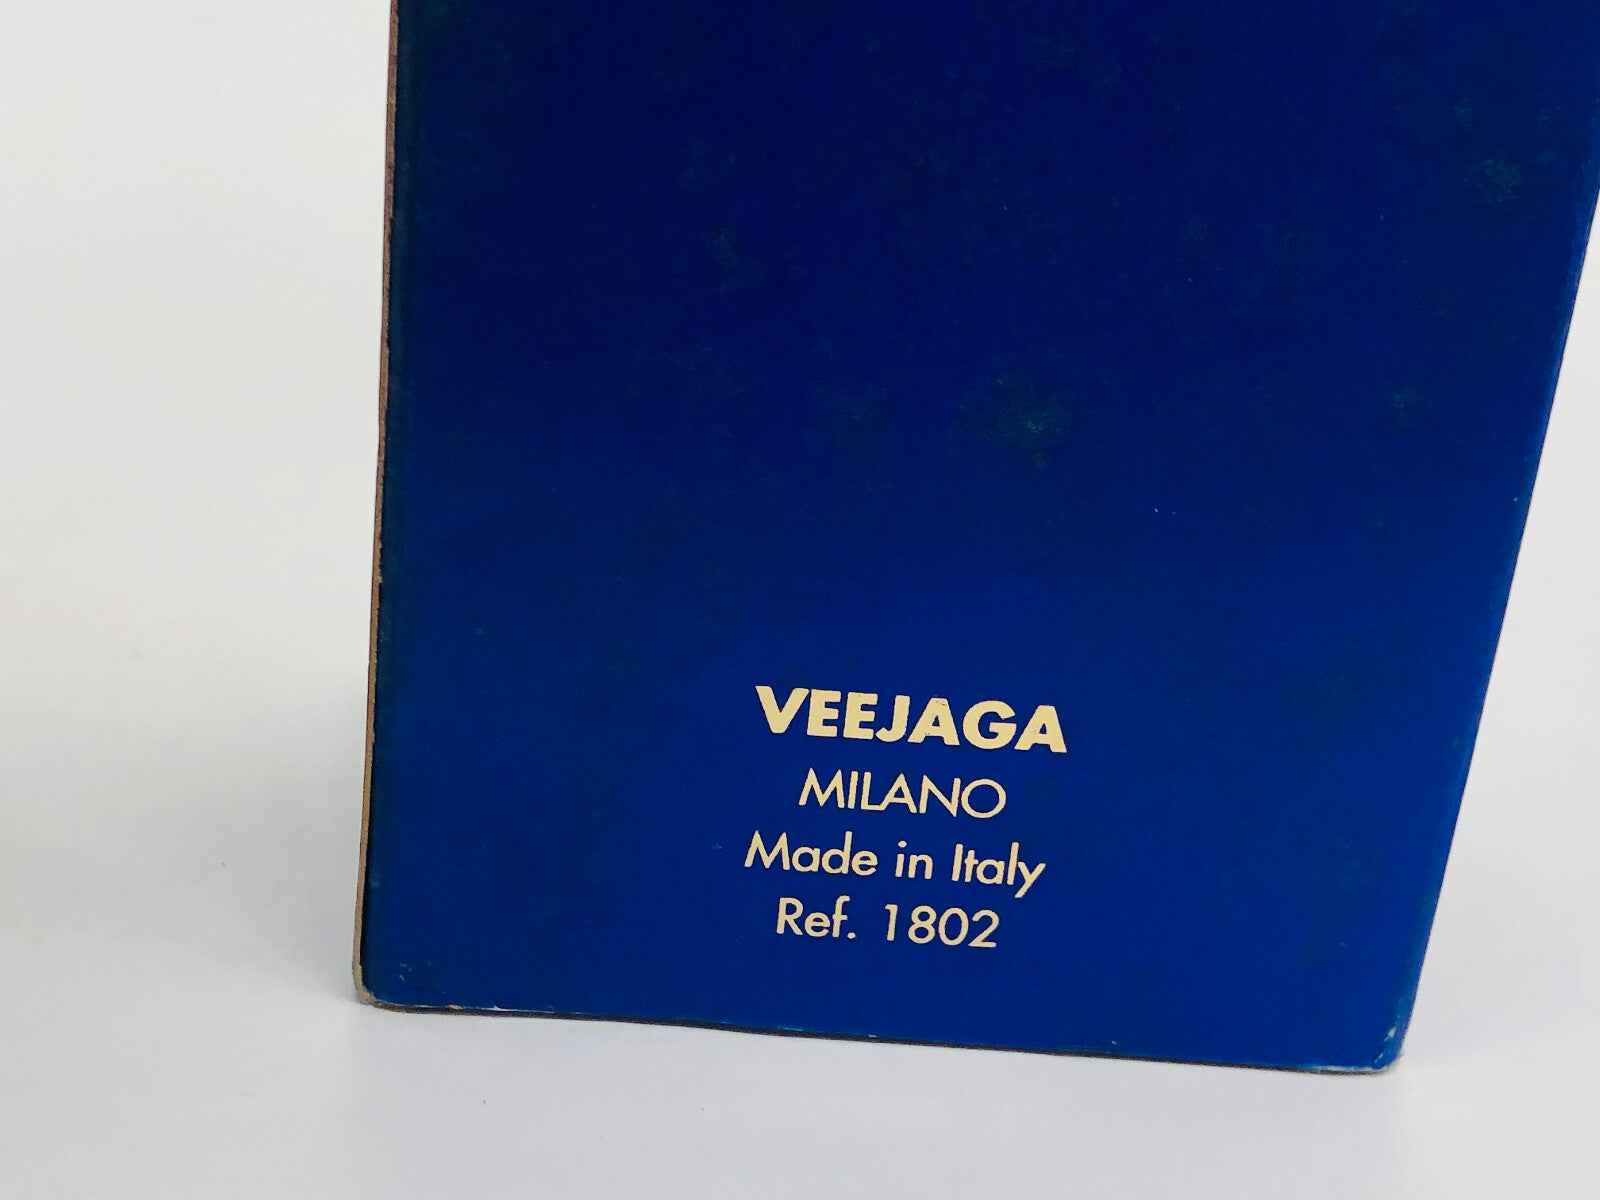 VEEJAGA
MILANO
Made in Italy
Ref. 1802